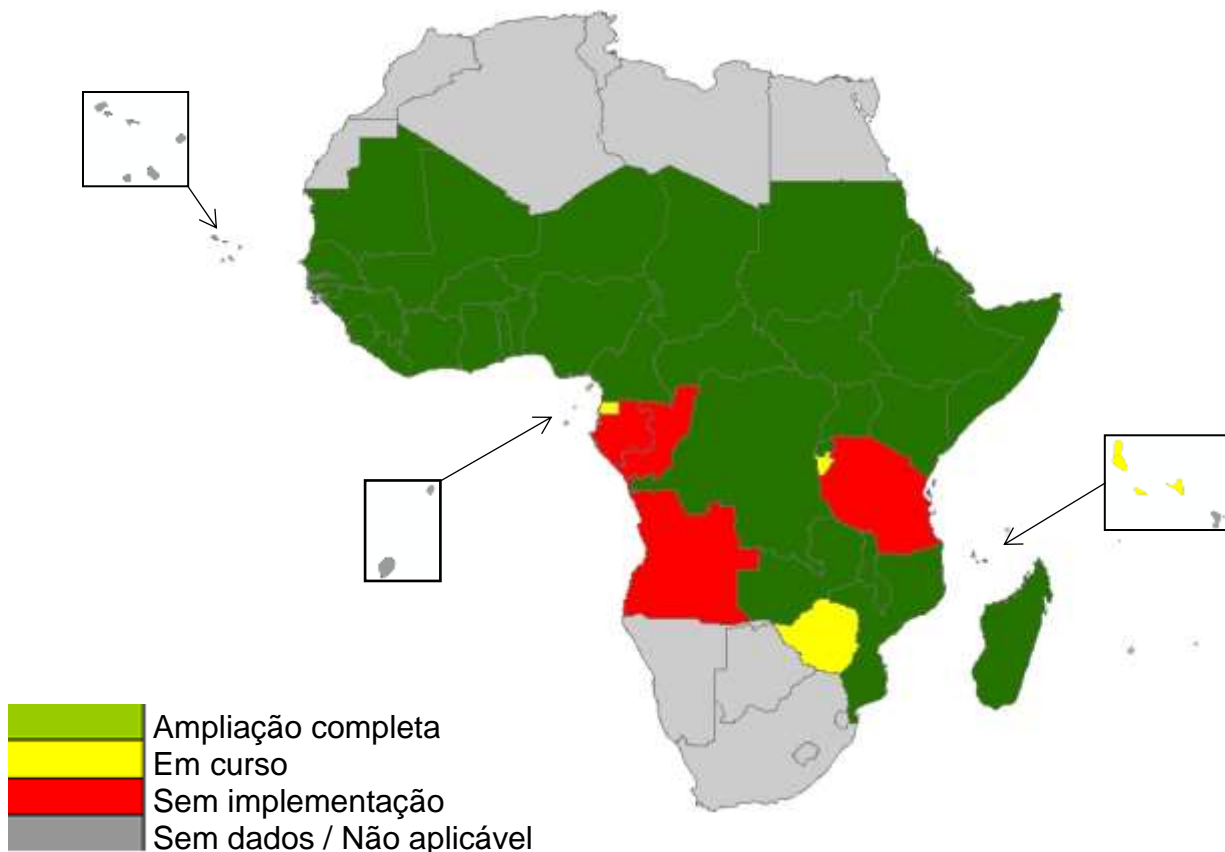 Ampliação completa
Em curso
Sem implementação
Sem dados / Não aplicável